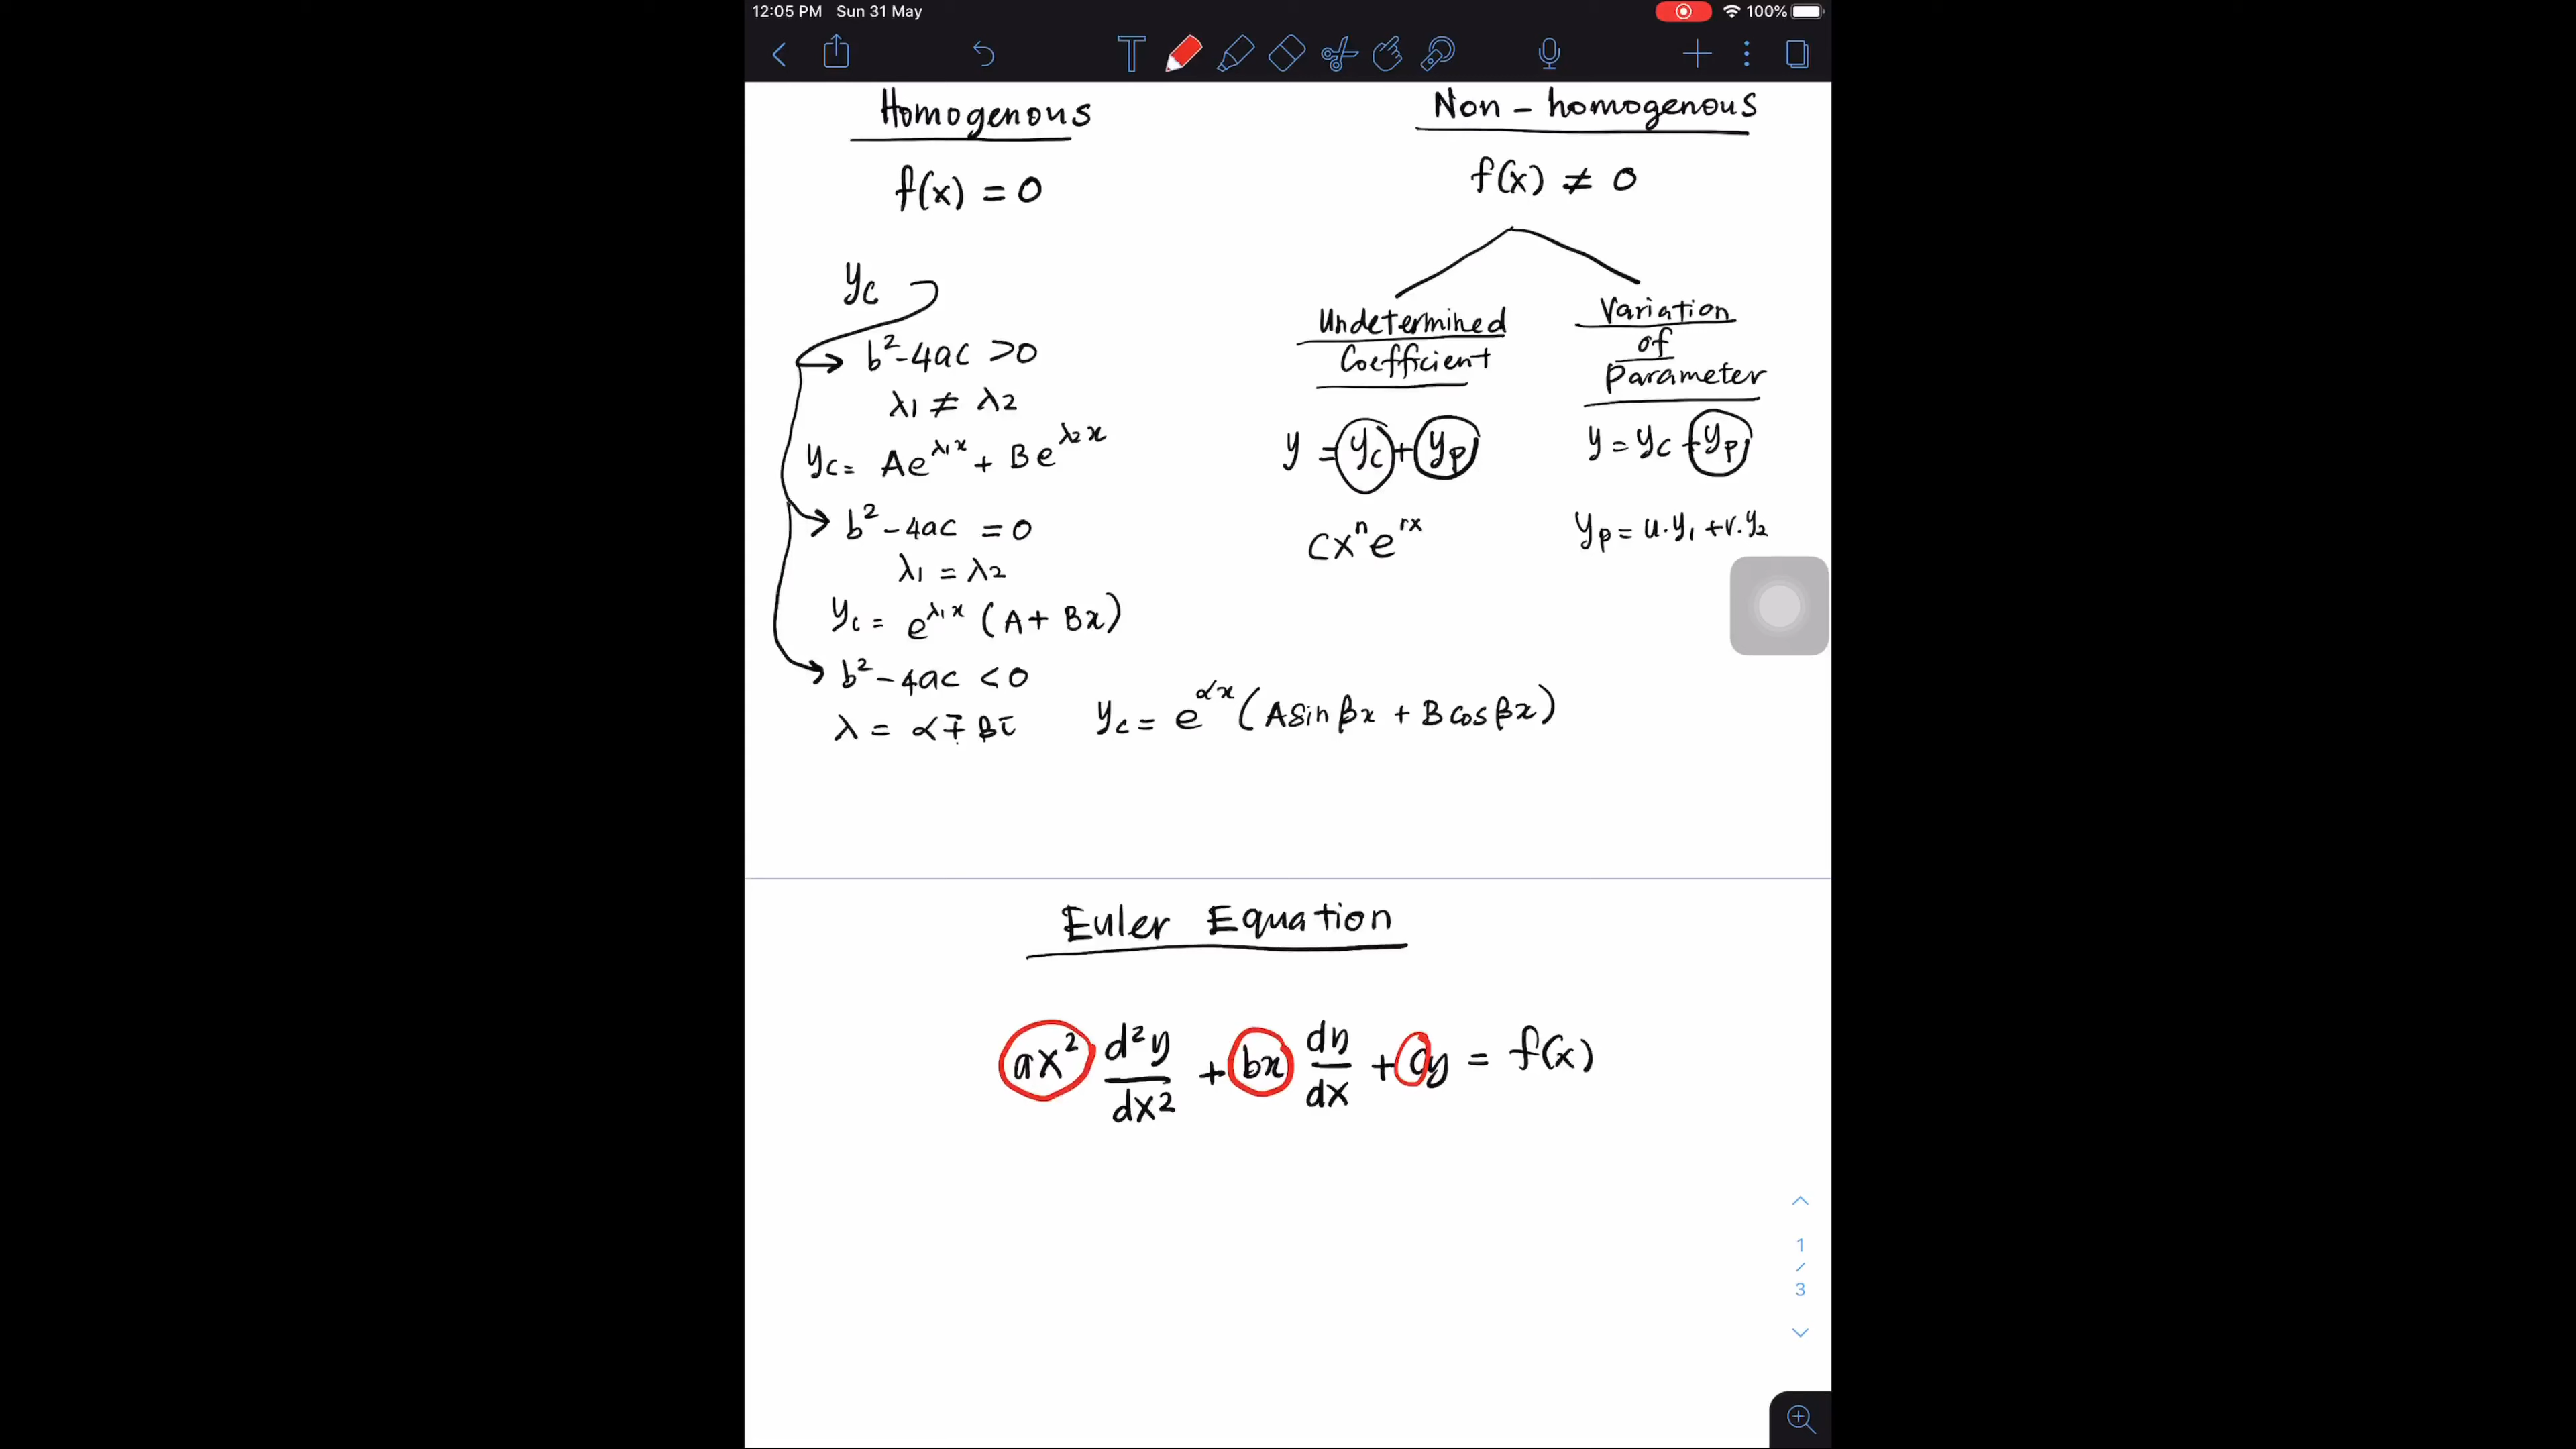 12:05 PM Sun 31 May 100%
Homogenous
f(x) = 0
yc
b²-4ac >0
λ1 ≠ λ2
yc= Ae^λ1x + Be^λ2x
b²-4ac = 0
λ1 = λ2
yc = e^λ1x (A+ Bx)
b²-4ac < 0
λ = α∓ βi
yc = e^αx (A sin βx + B cos βx)
Non-homogenous
f(x) ≠ 0
Undetermined
Coefficient
y = yc + yp
Cx^n e^rx
Variation
of
Parameter
y = yc + yp
yp = u.y1 + v.y2
Euler Equation
ax² d²y/dx² + bx dy/dx + cy = f(x)
1
/
3